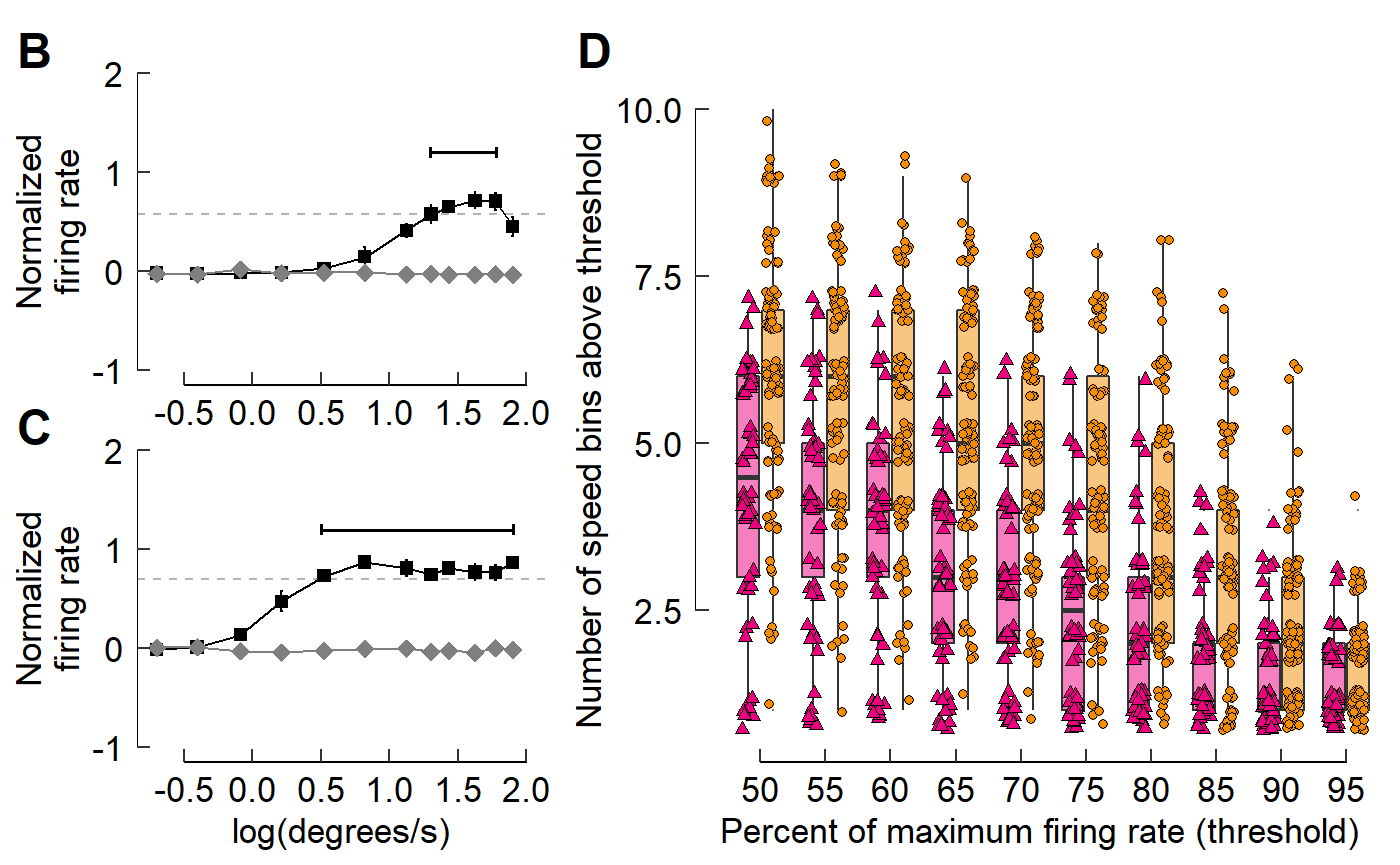 B
2
1
0
-1
Normalized
firing rate
-0.5 0.0 0.5 1.0 1.5 2.0
C
2
1
0
-1
Normalized
firing rate
-0.5 0.0 0.5 1.0 1.5 2.0
log(degrees/s)
D
10.0
7.5
5.0
2.5
Number of speed bins above threshold
50 55 60 65 70 75 80 85 90 95
Percent of maximum firing rate (threshold)